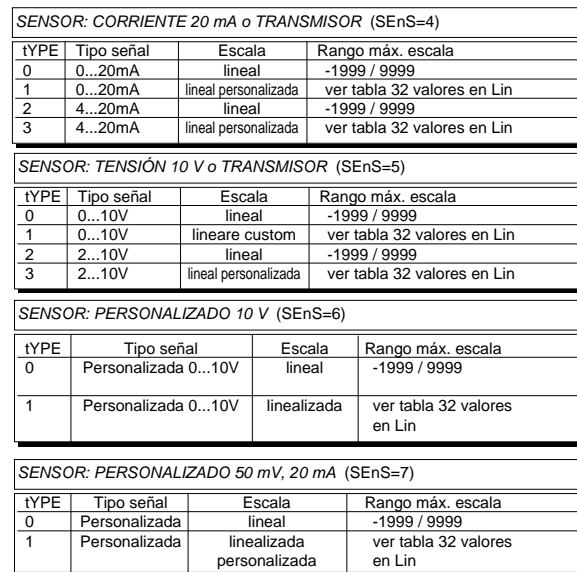 SENSOR: CORRIENTE 20 mA o TRANSMISOR (SEnS=4)
tYPE Tipo señal Escala Rango máx. escala
0 0...20mA lineal -1999 / 9999
1 0...20mA lineal personalizada ver tabla 32 valores en Lin
2 4...20mA lineal -1999 / 9999
3 4...20mA lineal personalizada ver tabla 32 valores en Lin
SENSOR: TENSIÓN 10 V o TRANSMISOR (SEnS=5)
tYPE Tipo señal Escala Rango máx. escala
0 0...10V lineal -1999 / 9999
1 0...10V lineare custom ver tabla 32 valores en Lin
2 2...10V lineal -1999 / 9999
3 2...10V lineal personalizada ver tabla 32 valores en Lin
SENSOR: PERSONALIZADO 10 V (SEnS=6)
tYPE Tipo señal Escala Rango máx. escala
0 Personalizada 0...10V lineal -1999 / 9999
1 Personalizada 0...10V linealizada ver tabla 32 valores
en Lin
SENSOR: PERSONALIZADO 50 mV, 20 mA (SEnS=7)
tYPE Tipo señal Escala Rango máx. escala
0 Personalizada lineal -1999 / 9999
1 Personalizada linealizada ver tabla 32 valores
personalizada en Lin